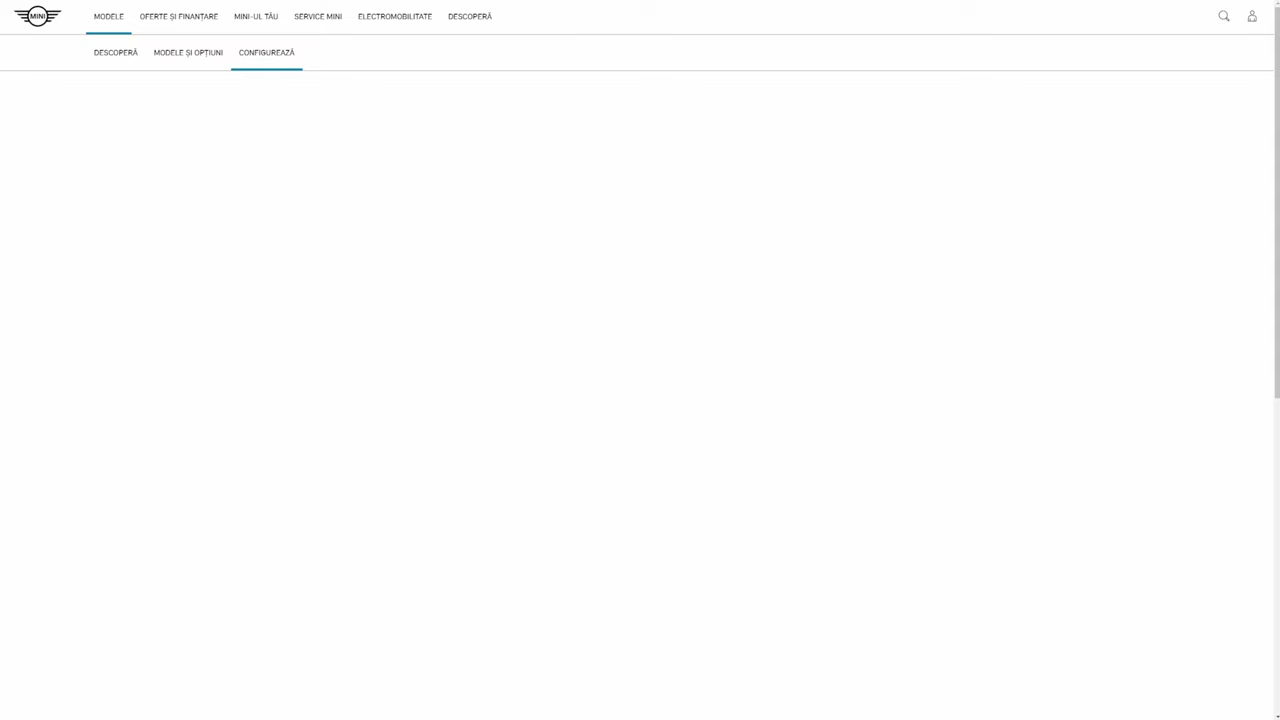 MINI MODELE OFERTE ȘI FINANȚARE MINI-UL TĂU SERVICE MINI ELECTROMOBILITATE DESCOPERĂ
DESCOPERĂ MODELE ȘI OPȚIUNI CONFIGUREAZĂ